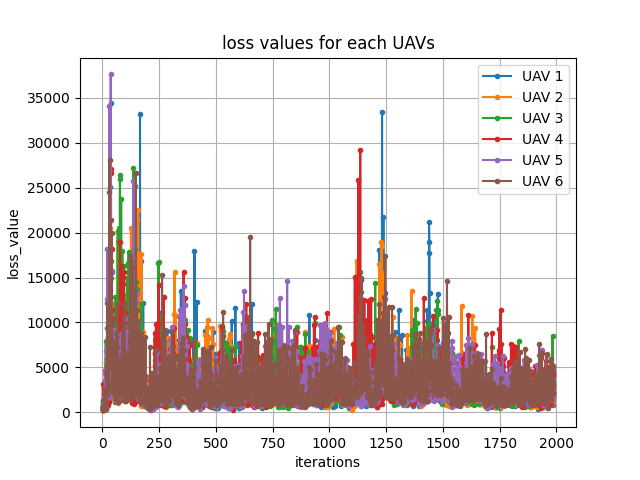 loss values for each UAVs
UAV 1
UAV 2
UAV 3
UAV 4
UAV 5
UAV 6
35000
30000
25000
20000
15000
10000
5000
0
loss_value
0 250 500 750 1000 1250 1500 1750 2000
iterations